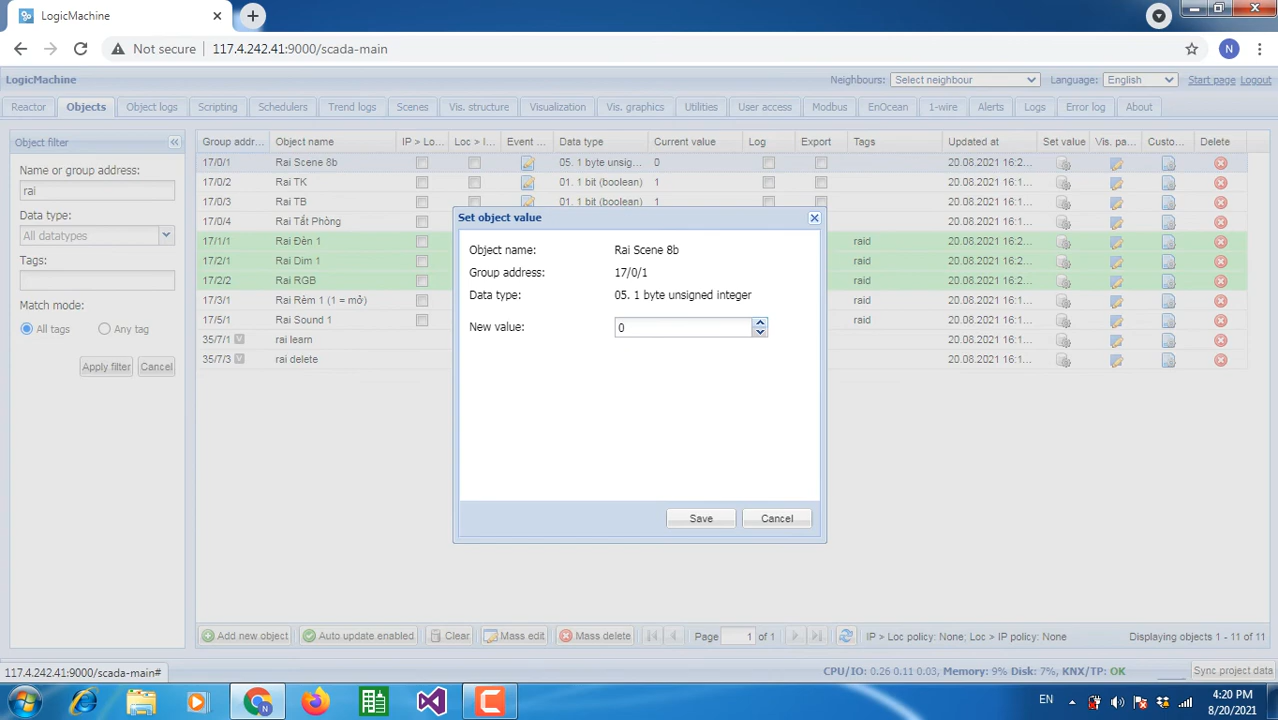 LogicMachine
Not secure 117.4.242.41:9000/scada-main
N
LogicMachine Neighbours: Select neighbour Language: English Start page Logout
Reactor Objects Object logs Scripting Schedulers Trend logs Scenes Vis. structure Visualization Vis. graphics Utilities User access Modbus EnOcean 1-wire Alerts Logs Error log About
Object filter
Name or group address:
rai
Data type:
All datatypes
Tags:
Match mode:
All tags Any tag
Apply filter Cancel
Group addr... Object name IP > Lo... Loc > I... Event ... Data type Current value Log Export Tags Updated at Set value Vis. pa... Custo... Delete
17/0/1 Rai Scene 8b 05. 1 byte unsig... 0 20.08.2021 16:2...
17/0/2 Rai TK 01. 1 bit (boolean) 1 20.08.2021 16:1...
17/0/3 Rai TB 01. 1 bit (boolean) 1 20.08.2021 16:1...
17/0/4 Rai Tắt Phòng 20.08.2021 16:1...
17/1/1 Rai Đèn 1 raid 20.08.2021 16:2...
17/2/1 Rai Dim 1 raid 20.08.2021 16:2...
17/2/2 Rai RGB raid 20.08.2021 16:2...
17/3/1 Rai Rèm 1 (1 = mở) raid 20.08.2021 16:1...
17/5/1 Rai Sound 1 raid 20.08.2021 16:1...
35/7/1 rai learn 20.08.2021 16:1...
35/7/3 rai delete 20.08.2021 16:1...
Set object value
Object name: Rai Scene 8b
Group address: 17/0/1
Data type: 05. 1 byte unsigned integer
New value: 0
Save Cancel
Add new object Auto update enabled Clear Mass edit Mass delete Page 1 of 1 IP > Loc policy: None; Loc > IP policy: None Displaying objects 1 - 11 of 11
117.4.242.41:9000/scada-main# CPU/IO: 0.26 0.11 0.03, Memory: 9% Disk: 7%, KNX/TP: OK Sync project data
EN 4:20 PM
8/20/2021